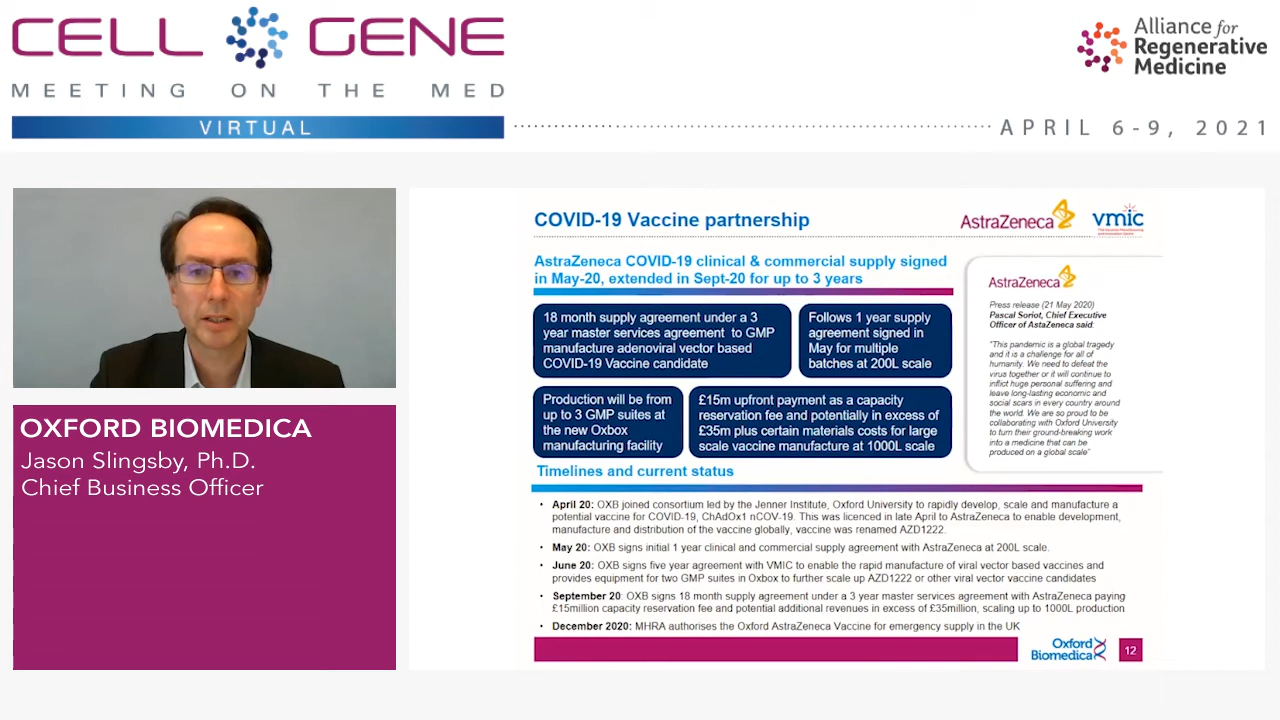 CELL GENE
MEETING ON THE MED
VIRTUAL
Alliance for
Regenerative
Medicine
APRIL 6-9, 2021
OXFORD BIOMEDICA
Jason Slingsby, Ph.D.
Chief Business Officer
COVID-19 Vaccine partnership
AstraZeneca
vmic
AstraZeneca COVID-19 clinical & commercial supply signed
in May-20, extended in Sept-20 for up to 3 years
18 month supply agreement under a 3
year master services agreement to GMP
manufacture adenoviral vector based
COVID-19 Vaccine candidate
Follows 1 year supply
agreement signed in
May for multiple
batches at 200L scale
Production will be from
up to 3 GMP suites at
the new Oxbox
manufacturing facility
£15m upfront payment as a capacity
reservation fee and potentially in excess of
£35m plus certain materials costs for large
scale vaccine manufacture at 1000L scale
AstraZeneca
Press release (21 May 2020)
Pascal Soriot, Chief Executive
Officer of AstaZeneca said:
"This pandemic is a global tragedy
and it is a challenge for all of
humanity. We need to defeat the
virus together or it will continue to
inflict huge personal suffering and
leave long-lasting economic and
social scars in every country around
the world. We are so proud to be
collaborating with Oxford University
to turn their ground-breaking work
into a medicine that can be
produced on a global scale"
Timelines and current status
• April 20: OXB joined consortium led by the Jenner Institute, Oxford University to rapidly develop, scale and manufacture a
potential vaccine for COVID-19, ChAdOx1 nCOV-19. This was licenced in late April to AstraZeneca to enable development,
manufacture and distribution of the vaccine globally, vaccine was renamed AZD1222.
• May 20: OXB signs initial 1 year clinical and commercial supply agreement with AstraZeneca at 200L scale.
• June 20: OXB signs five year agreement with VMIC to enable the rapid manufacture of viral vector based vaccines and
provides equipment for two GMP suites in Oxbox to further scale up AZD1222 or other viral vector vaccine candidates
• September 20: OXB signs 18 month supply agreement under a 3 year master services agreement with AstraZeneca paying
£15million capacity reservation fee and potential additional revenues in excess of £35million, scaling up to 1000L production
• December 2020: MHRA authorises the Oxford AstraZeneca Vaccine for emergency supply in the UK
Oxford
Biomedica
12